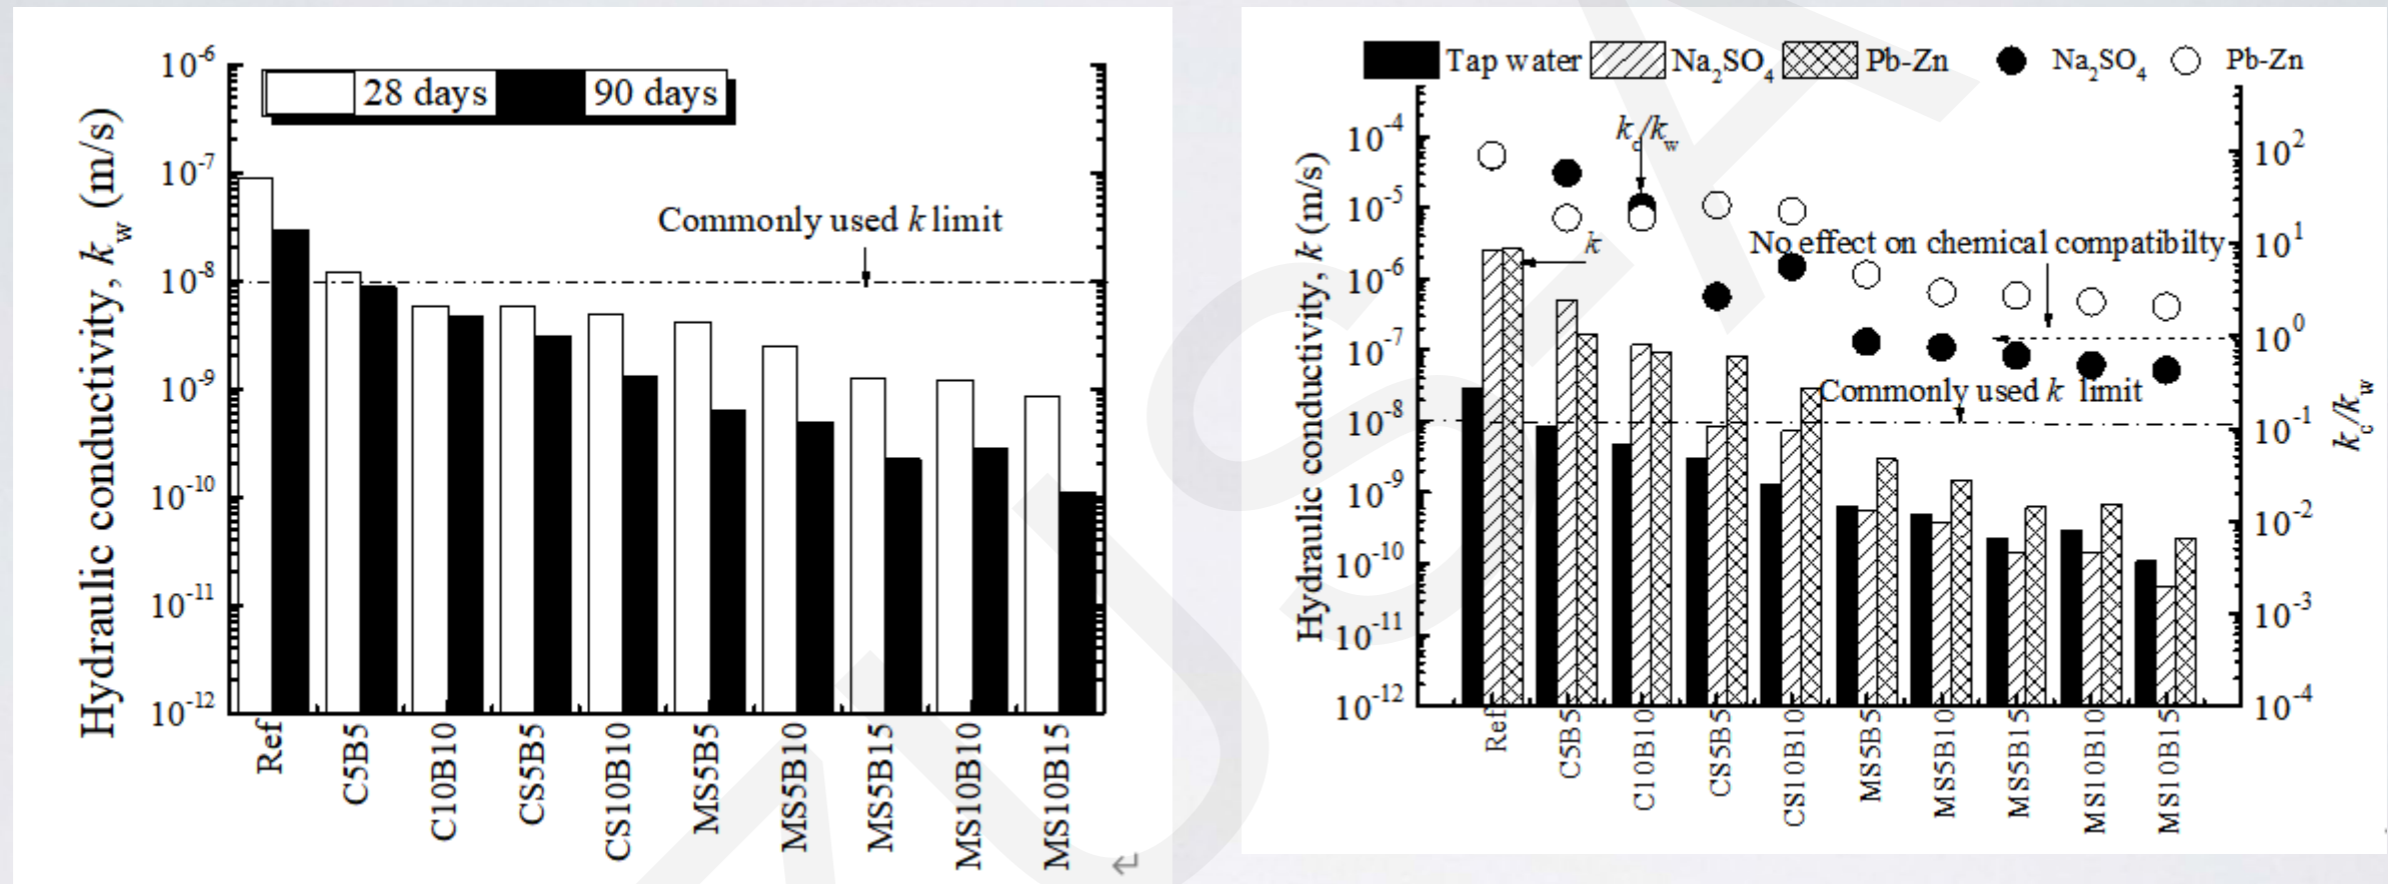 28 days 90 days
Hydraulic conductivity, k_w (m/s)
10^-6
10^-7
10^-8
10^-9
10^-10
10^-11
10^-12
Commonly used k limit
Ref
C5B5
C10B10
CS5B5
CS10B10
MS5B5
MS5B10
MS5B15
MS10B10
MS10B15
Tap water Na₂SO₄ Pb-Zn Na₂SO₄ Pb-Zn
Hydraulic conductivity, k (m/s)
10^-4
10^-5
10^-6
10^-7
10^-8
10^-9
10^-10
10^-11
10^-12
k_c/k_w
k
No effect on chemical compatibilty
Commonly used k limit
10^2
10^1
10^0
10^-1
10^-2
10^-3
10^-4
k_c/k_w
Ref
C5B5
C10B10
CS5B5
CS10B10
MS5B5
MS5B10
MS5B15
MS10B10
MS10B15